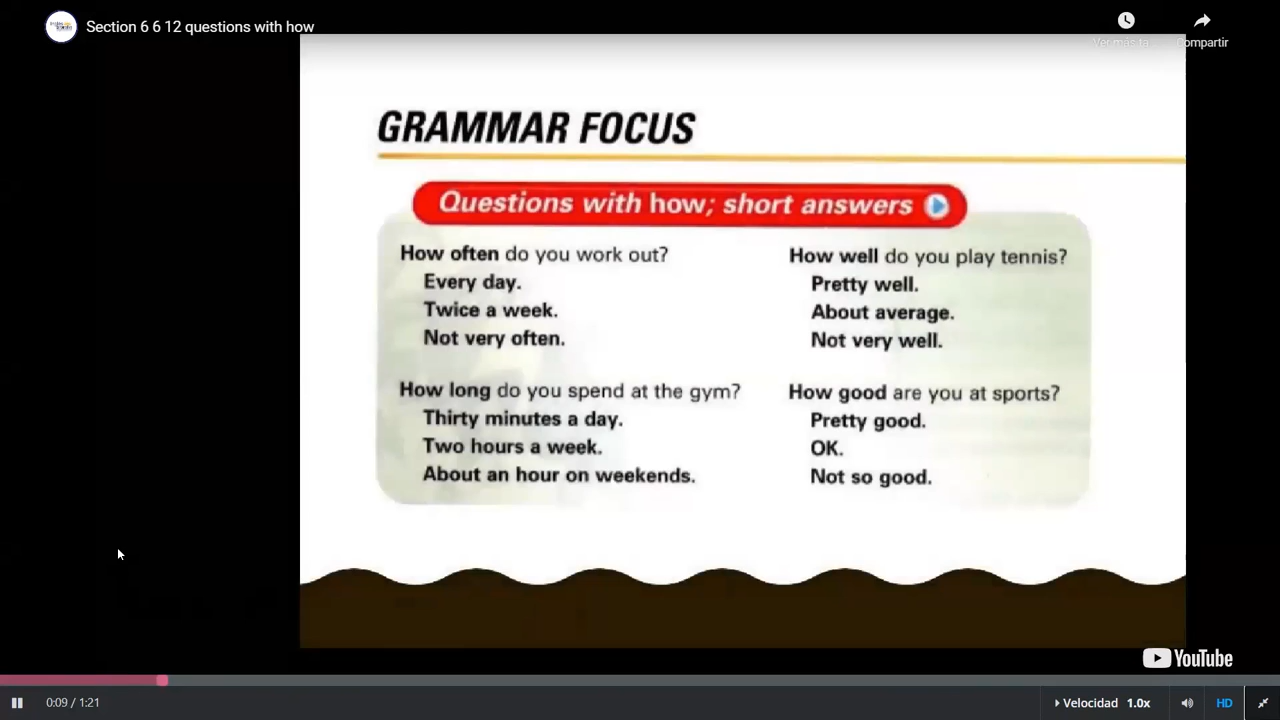 Section 6 6 12 questions with how
Ver más ta
Compartir
GRAMMAR FOCUS
Questions with how; short answers
How often do you work out?
Every day.
Twice a week.
Not very often.
How well do you play tennis?
Pretty well.
About average.
Not very well.
How long do you spend at the gym?
Thirty minutes a day.
Two hours a week.
About an hour on weekends.
How good are you at sports?
Pretty good.
OK.
Not so good.
YouTube
0:09 / 1:21
Velocidad 1.0x
HD